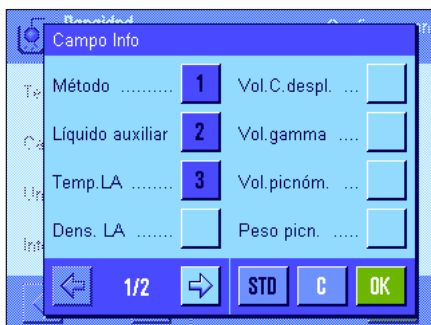 Densidad
Campo Info
Método .......... 1
Vol.C.despl. ...
Líquido auxiliar 2
Vol.gamma ....
Temp.LA ........ 3
Vol.picnóm. ...
Dens. LA .......
Peso picn. .....
1/2
STD
C
OK